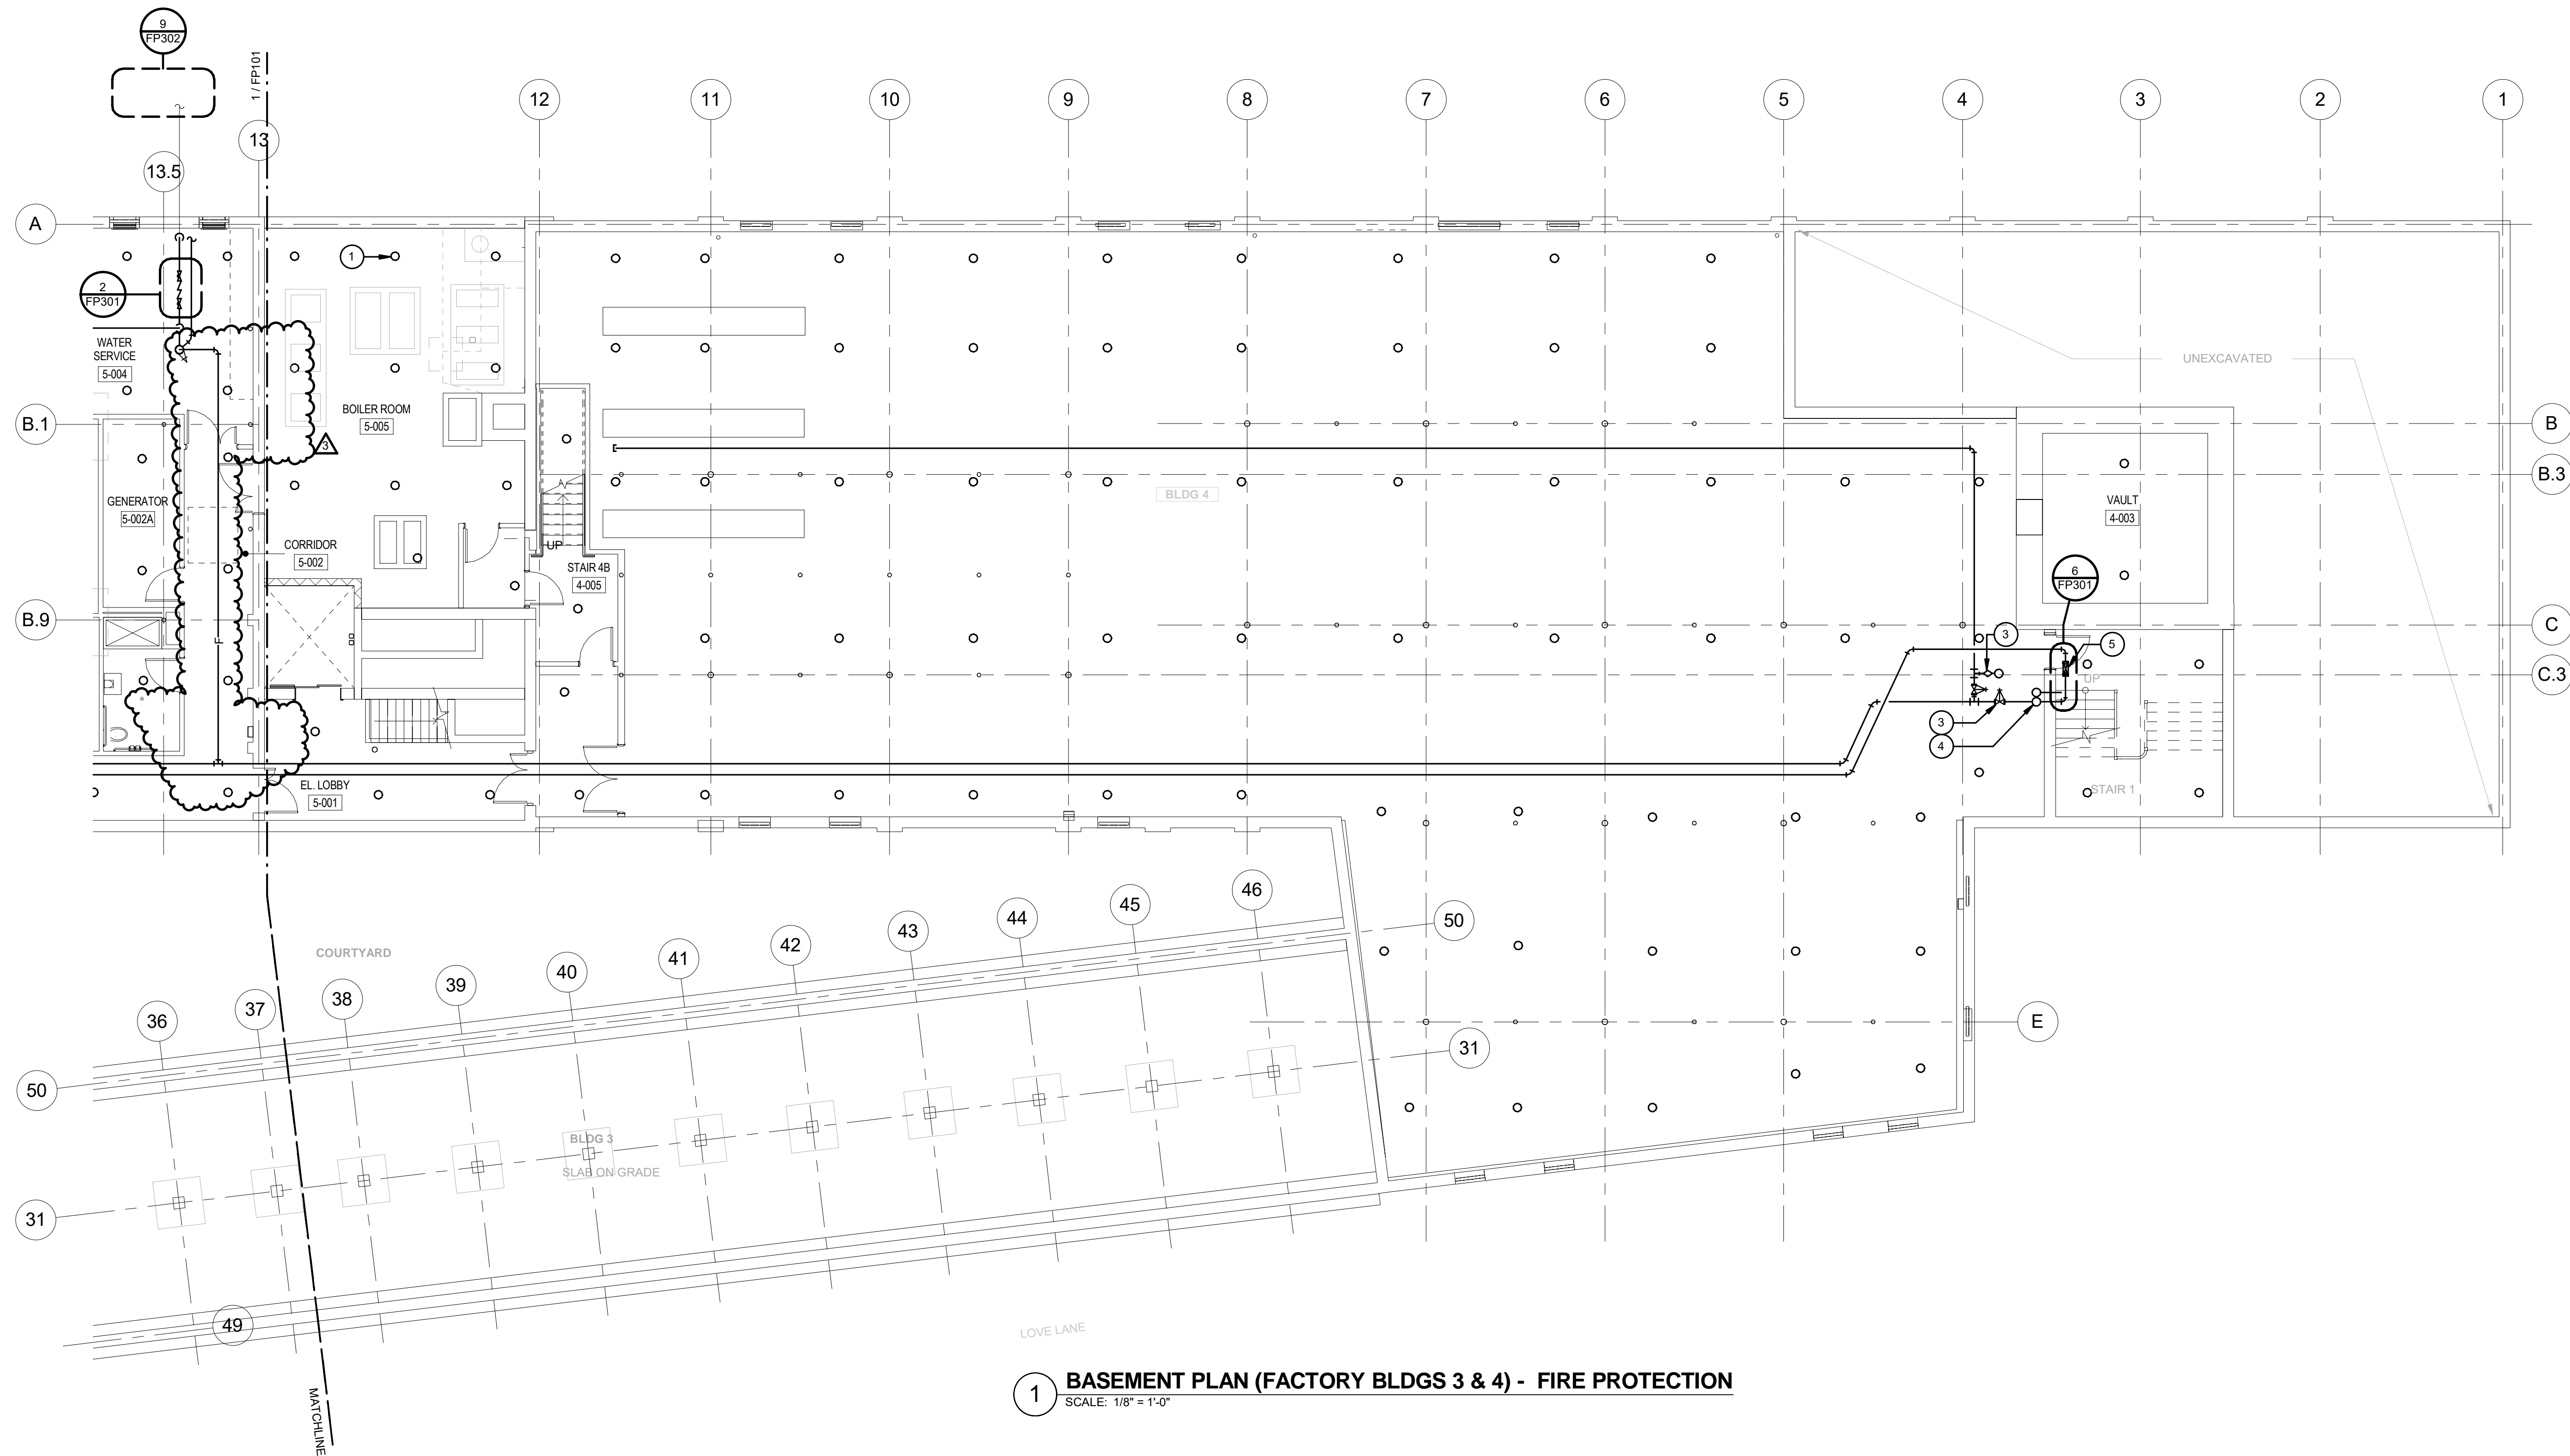 9
FP302
1 / FP101
12
11
10
9
8
7
6
5
4
3
2
1
13
13.5
A
1
2
FP301
WATER
SERVICE
5-004
UNEXCAVATED
BOILER ROOM
5-005
B.1
B
3
B.3
BLDG 4
VAULT
4-003
GENERATOR
5-002A
CORRIDOR
5-002
UP
STAIR 4B
4-005
6
FP301
B.9
F
C
3
5
C.3
UP
3
4
EL. LOBBY
5-001
STAIR 1
COURTYARD
46
45
44
43
42
41
40
39
38
37
36
50
E
31
50
BLDG 3
SLAB ON GRADE
31
49
LOVE LANE
MATCHLINE
1
BASEMENT PLAN (FACTORY BLDGS 3 & 4) - FIRE PROTECTION
SCALE: 1/8" = 1'-0"